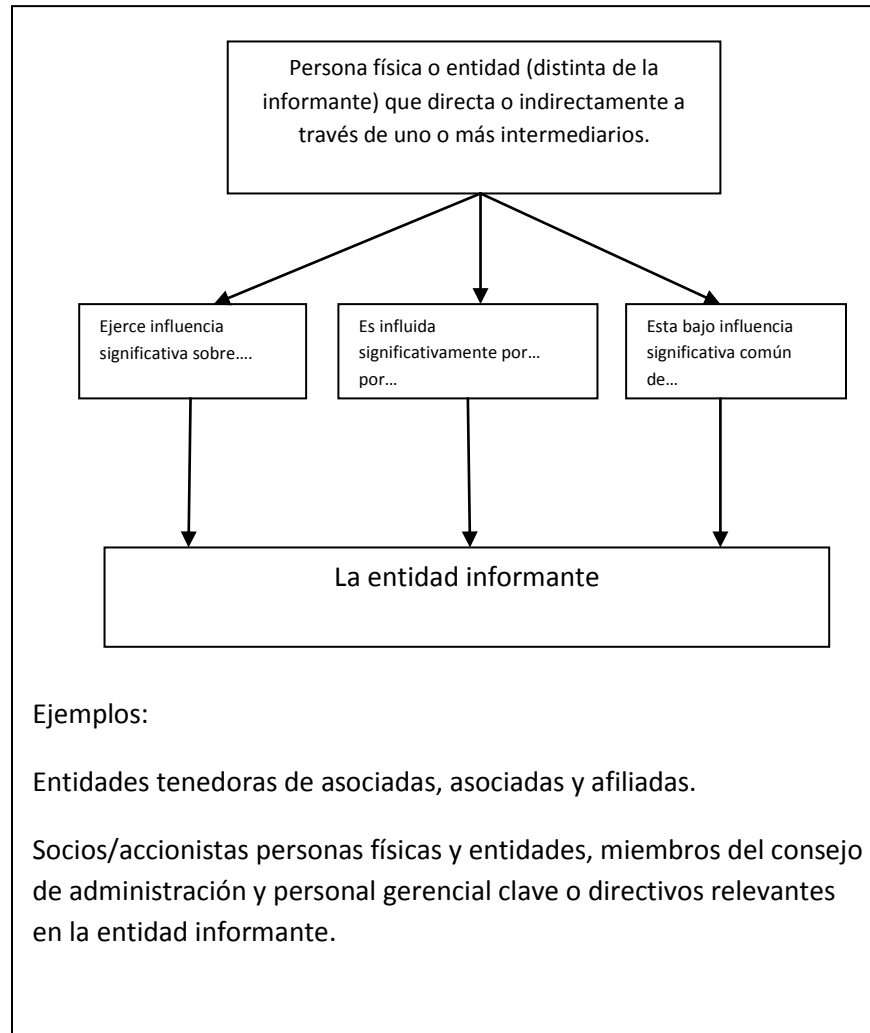 Persona física o entidad (distinta de la
informante) que directa o indirectamente a
través de uno o más intermediarios.
Ejerce influencia
significativa sobre….
Es influida
significativamente por…
por…
Esta bajo influencia
significativa común
de…
La entidad informante
Ejemplos:
Entidades tenedoras de asociadas, asociadas y afiliadas.
Socios/accionistas personas físicas y entidades, miembros del consejo
de administración y personal gerencial clave o directivos relevantes
en la entidad informante.